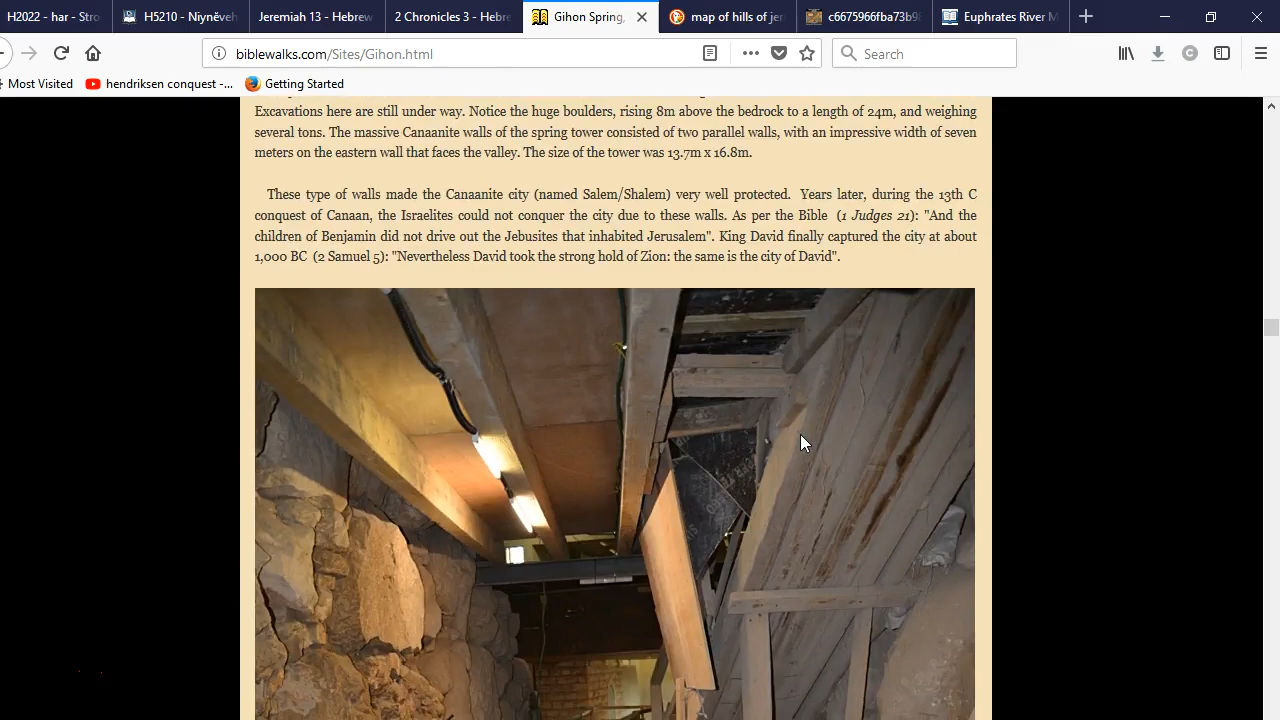 H2022 - har - Stro
H5210 - Niynĕveh
Jeremiah 13 - Hebrew
2 Chronicles 3 - Hebre
Gihon Spring,
map of hills of jer
c6675966fba73b9
Euphrates River M
biblewalks.com/Sites/Gihon.html
Search
Most Visited
hendriksen conquest -...
Getting Started
Excavations here are still under way. Notice the huge boulders, rising 8m above the bedrock to a length of 24m, and weighing
several tons. The massive Canaanite walls of the spring tower consisted of two parallel walls, with an impressive width of seven
meters on the eastern wall that faces the valley. The size of the tower was 13.7m x 16.8m.
These type of walls made the Canaanite city (named Salem/Shalem) very well protected. Years later, during the 13th C
conquest of Canaan, the Israelites could not conquer the city due to these walls. As per the Bible (1 Judges 21): "And the
children of Benjamin did not drive out the Jebusites that inhabited Jerusalem". King David finally captured the city at about
1,000 BC (2 Samuel 5): "Nevertheless David took the strong hold of Zion: the same is the city of David".